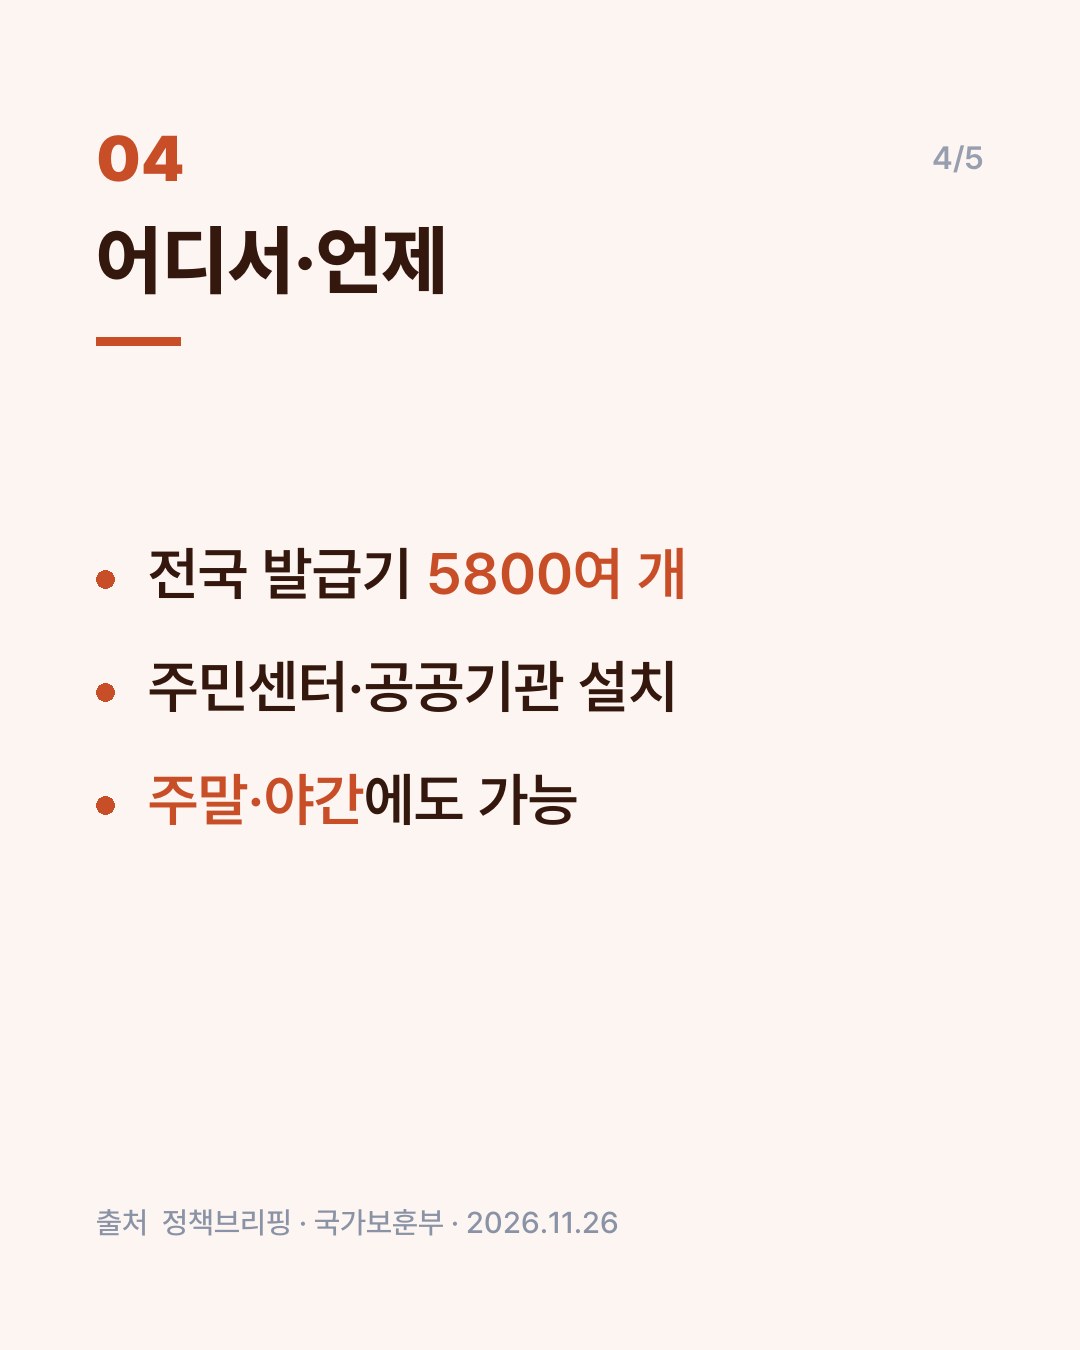 04
4/5
어디서·언제
전국 발급기 5800여 개
주민센터·공공기관 설치
주말·야간에도 가능
출처 정책브리핑 · 국가보훈부 · 2026.11.26